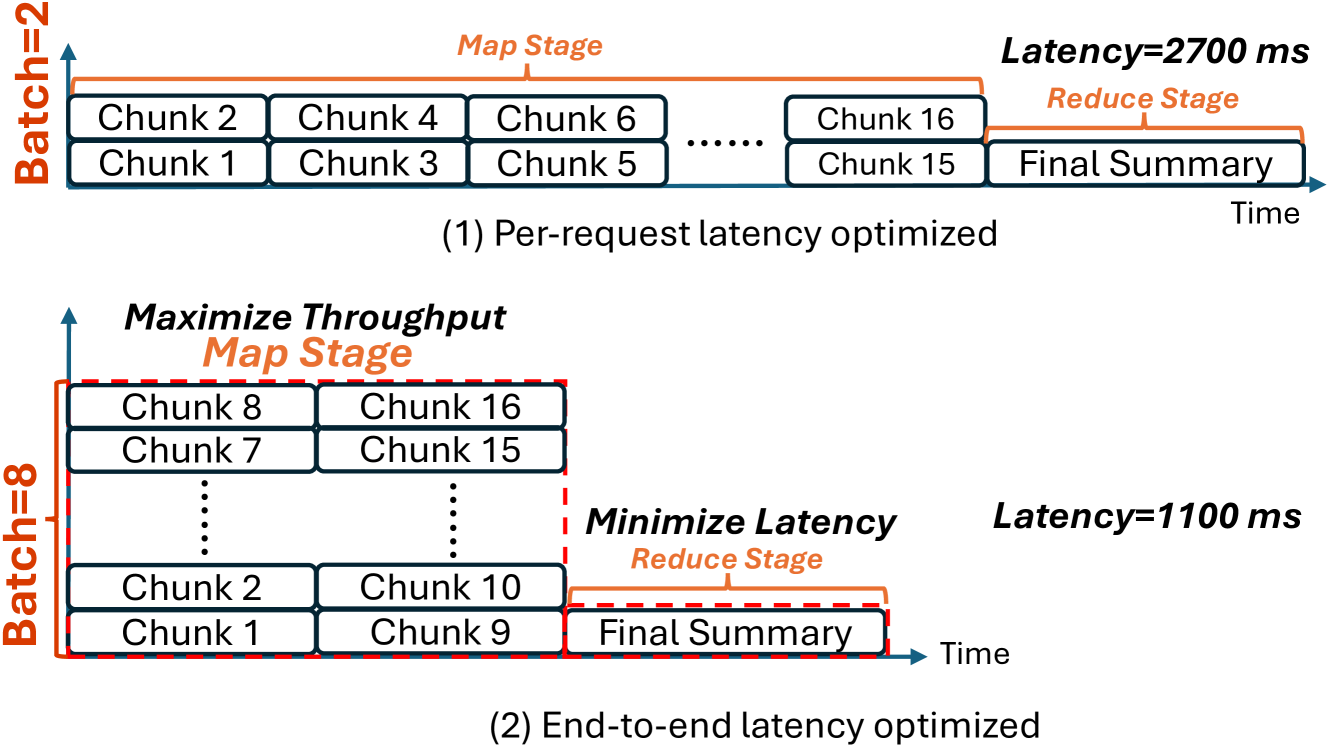 Batch=2
Map Stage
Latency=2700 ms
Reduce Stage
Chunk 2 Chunk 4 Chunk 6 Chunk 16
Chunk 1 Chunk 3 Chunk 5 ...... Chunk 15 Final Summary
Time
(1) Per-request latency optimized
Maximize Throughput
Map Stage
Batch=8
Chunk 8 Chunk 16
Chunk 7 Chunk 15
Minimize Latency
Latency=1100 ms
Reduce Stage
Chunk 2 Chunk 10
Chunk 1 Chunk 9 Final Summary
Time
(2) End-to-end latency optimized